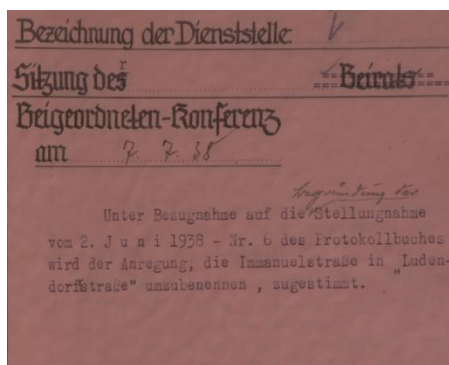 Bezeichnung der Dienststelle:
Sitzung der Beirats
Beigeordneten-Konferenz
am 7. 7. 38
begründung der
Unter Bezugnahme auf die Stellungnahme
vom 2. J u n i 1938 - Nr. 6 des Protokollbuches
wird der Anregung, die Immanuelstraße in "Luden-
dorffstraße" umzubenennen , zugestimmt.